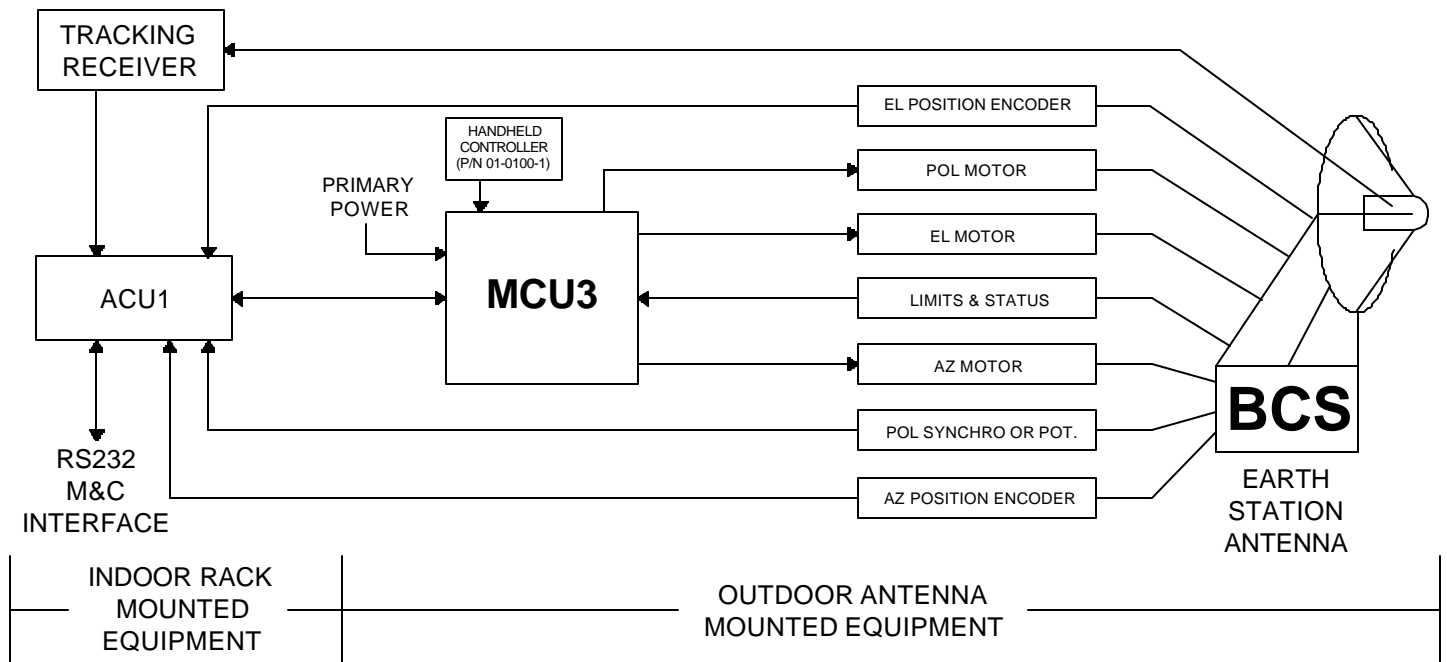 TRACKING
RECEIVER
EL POSITION ENCODER
HANDHELD
CONTROLLER
(P/N 01-0100-1)
POL MOTOR
PRIMARY
POWER
EL MOTOR
ACU1
MCU3
LIMITS & STATUS
AZ MOTOR
BCS
POL SYNCHRO OR POT.
RS232
M&C
INTERFACE
AZ POSITION ENCODER
EARTH
STATION
ANTENNA
INDOOR RACK
MOUNTED
EQUIPMENT
OUTDOOR ANTENNA
MOUNTED EQUIPMENT